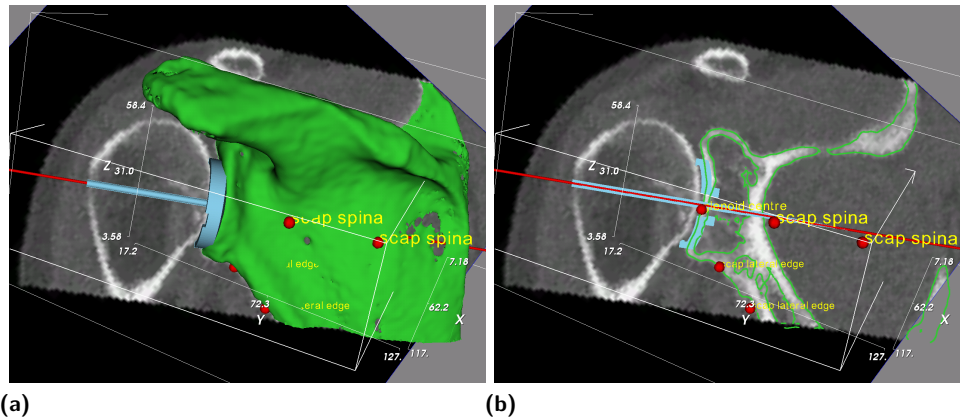 58.4
Z
31.0
scap spina
scap spina
3.58
17.2
al edge
7.18
72.3
eral edge
62.2
Y
X
127.
117.
(a)
58.4
Z
31.0
lenoid centre
scap spina
scap spina
3.58
17.2
scap lateral edge
7.18
72.3
cap lateral edge
62.2
Y
X
127.
117.
(b)